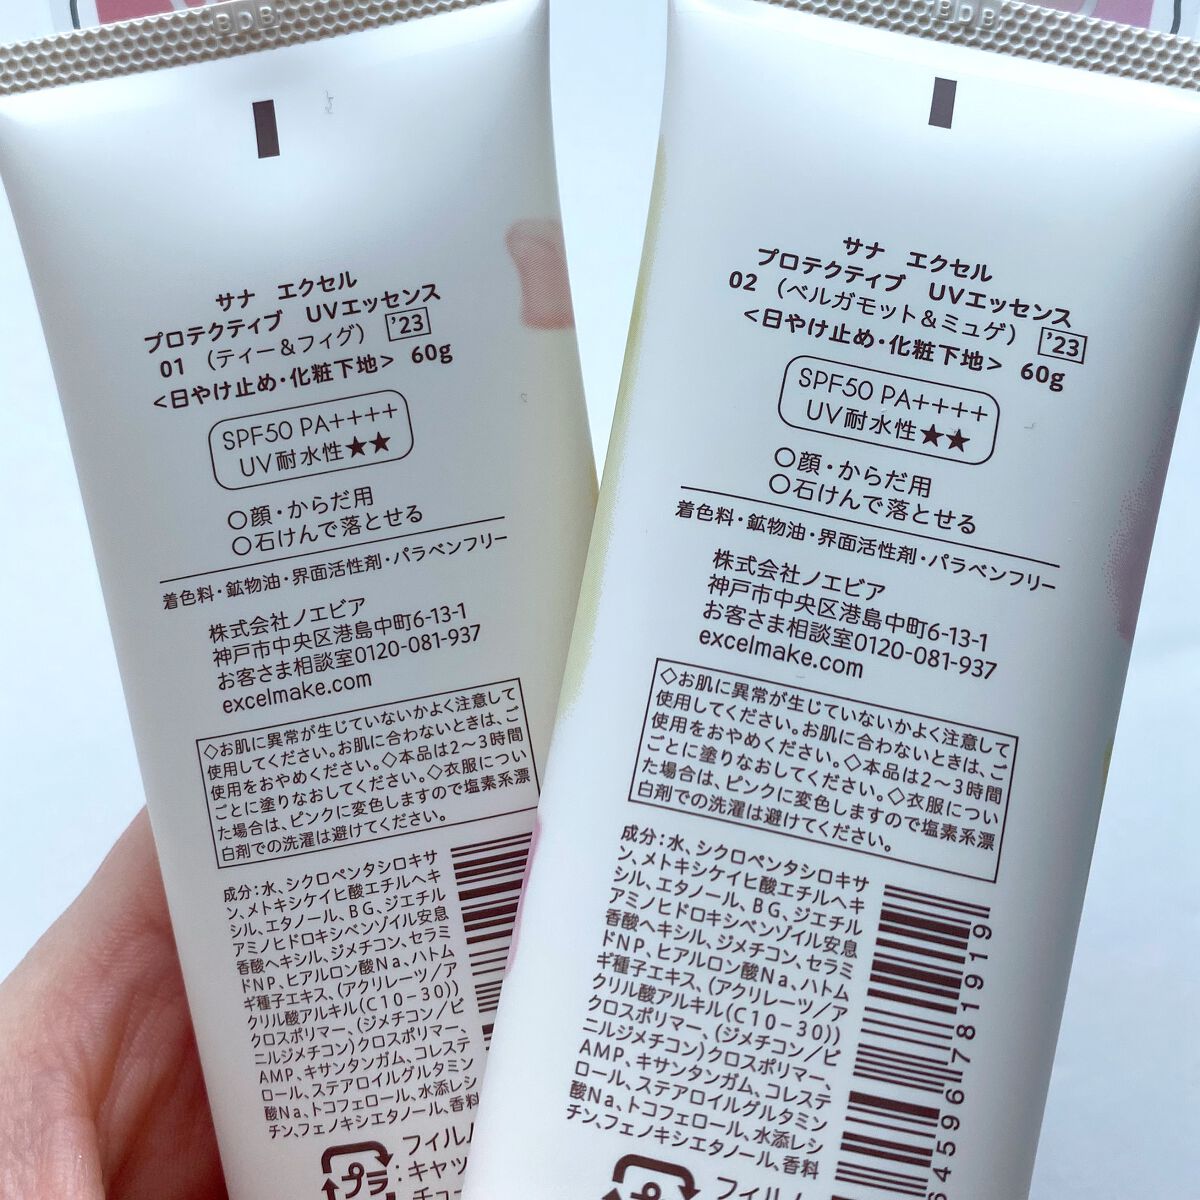 BDB
サナ エクセル
プロテクティブ UVエッセンス
01 (ティー&フィグ) '23
<日やけ止め・化粧下地> 60g
SPF50 PA++++
UV耐水性★★
○顔・からだ用
○石けんで落とせる
着色料・鉱物油・界面活性剤・パラベンフリー
株式会社ノエビア
神戸市中央区港島中町6-13-1
お客さま相談室0120-081-937
excelmake.com
◇お肌に異常が生じていないかよく注意して
使用してください。お肌に合わないときは、ご
使用をおやめください。◇本品は2～3時間
ごとに塗りなおしてください。◇衣服につい
た場合は、ピンクに変色しますので塩素系漂
白剤での洗濯は避けてください。
成分:水、シクロペンタシロキサ
ン、メトキシケイヒ酸エチルヘキ
シル、エタノール、BG、ジエチル
アミノヒドロキシベンゾイル安息
香酸ヘキシル、ジメチコン、セラミ
ドNP、ヒアルロン酸Na、ハトム
ギ種子エキス、(アクリレーツ/ア
クリル酸アルキル(C10-30))
クロスポリマー、(ジメチコン/ビ
ニルジメチコン)クロスポリマー、
AMP、キサンタンガム、コレステ
ロール、ステアロイルグルタミン
酸Na、トコフェロール、水添レシ
チン、フェノキシエタノール、香料
プラ
フィルム
:キャッ
チュー
BDB
サナ エクセル
プロテクティブ UVエッセンス
02 (ベルガモット&ミュゲ) '23
<日やけ止め・化粧下地> 60g
SPF50 PA++++
UV耐水性★★
○顔・からだ用
○石けんで落とせる
着色料・鉱物油・界面活性剤・パラベンフリー
株式会社ノエビア
神戸市中央区港島中町6-13-1
お客さま相談室0120-081-937
excelmake.com
◇お肌に異常が生じていないかよく注意して
使用してください。お肌に合わないときは、ご
使用をおやめください。◇本品は2～3時間
ごとに塗りなおしてください。◇衣服につい
た場合は、ピンクに変色しますので塩素系漂
白剤での洗濯は避けてください。
成分:水、シクロペンタシロキサ
ン、メトキシケイヒ酸エチルヘキ
シル、エタノール、BG、ジエチル
アミノヒドロキシベンゾイル安息
香酸ヘキシル、ジメチコン、セラミ
ドNP、ヒアルロン酸Na、ハトム
ギ種子エキス、(アクリレーツ/ア
クリル酸アルキル(C10-30))
クロスポリマー、(ジメチコン/ビ
ニルジメチコン)クロスポリマー、
AMP、キサンタンガム、コレステ
ロール、ステアロイルグルタミン
酸Na、トコフェロール、水添レシ
チン、フェノキシエタノール、香料